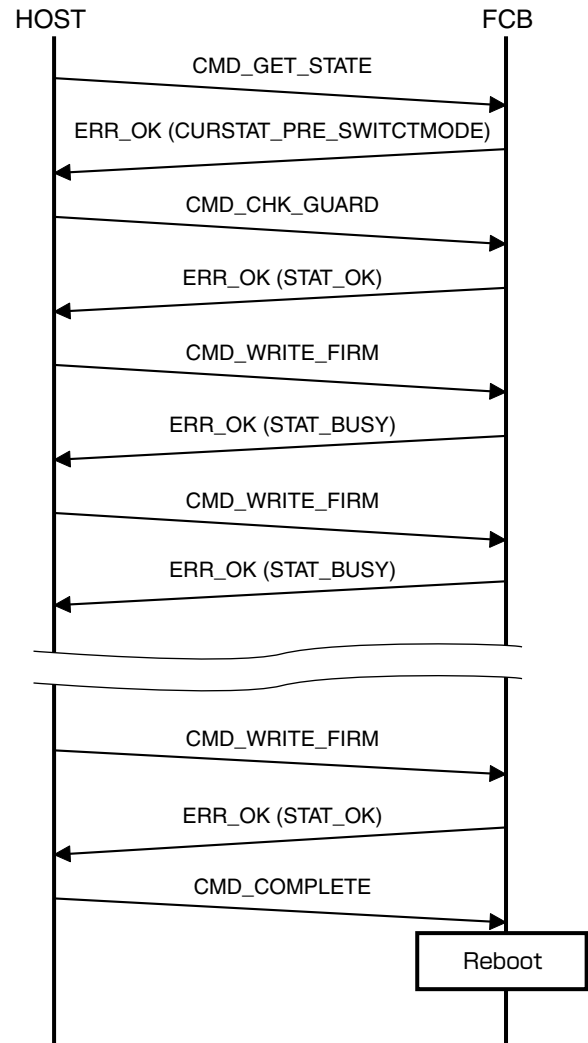 HOST
FCB
CMD_GET_STATE
ERR_OK (CURSTAT_PRE_SWITCTMODE)
CMD_CHK_GUARD
ERR_OK (STAT_OK)
CMD_WRITE_FIRM
ERR_OK (STAT_BUSY)
CMD_WRITE_FIRM
ERR_OK (STAT_BUSY)
CMD_WRITE_FIRM
ERR_OK (STAT_OK)
CMD_COMPLETE
Reboot